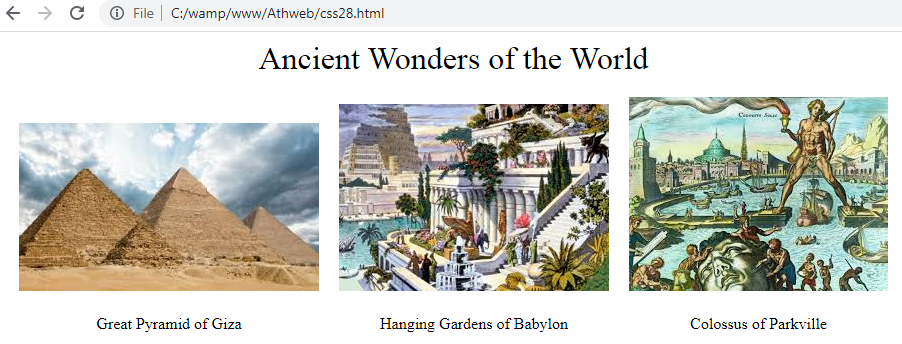 File | C:/wamp/www/Athweb/css28.html
Ancient Wonders of the World
Great Pyramid of Giza
Hanging Gardens of Babylon
Colossus of Parkville